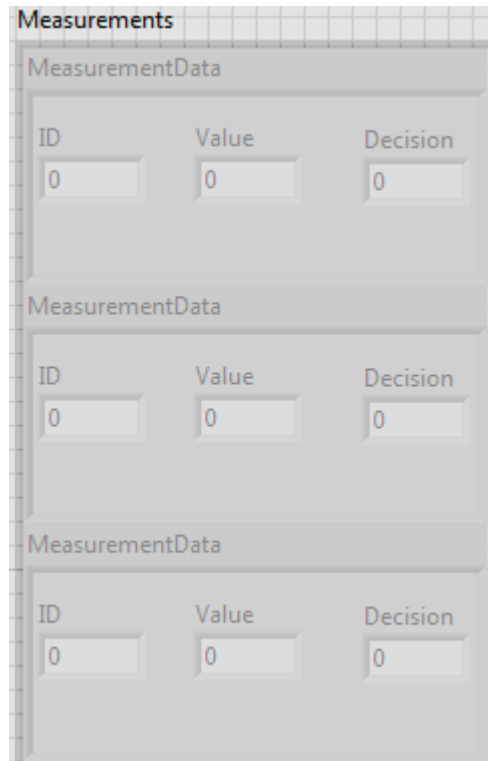 Measurements
MeasurementData
ID Value Decision
0 0 0
MeasurementData
ID Value Decision
0 0 0
MeasurementData
ID Value Decision
0 0 0